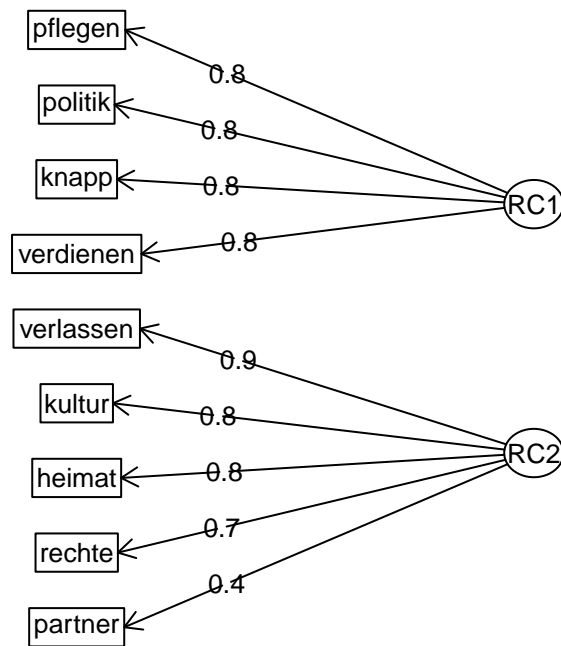 pflegen
0.8
politik
0.8
knapp
0.8
RC1
verdienen
0.8
verlassen
0.9
kultur
0.8
RC2
heimat
0.8
rechte
0.7
partner
0.4